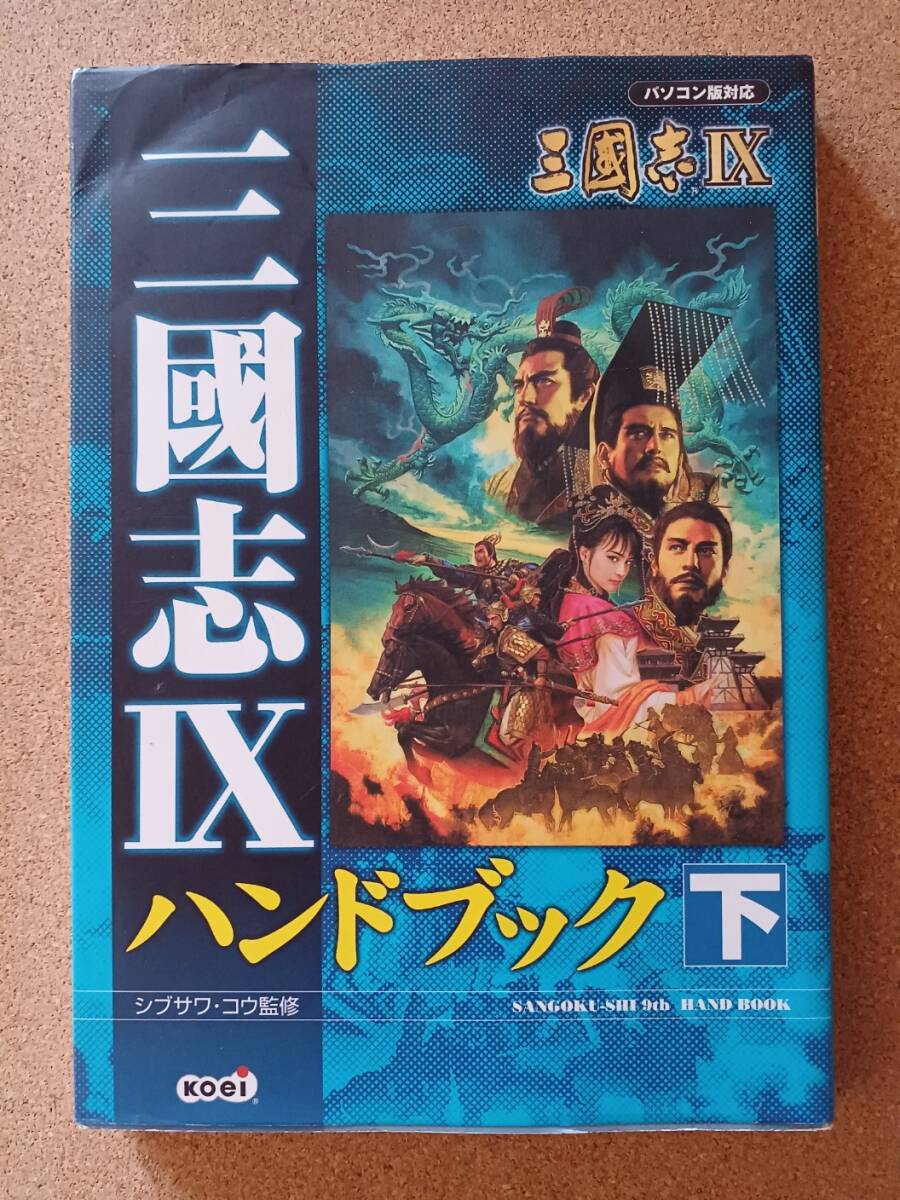 パソコン版対応
三國志IX
三國志IX
ハンドブック 下
シブサワ・コウ監修
SANGOKU-SHI 9th HAND BOOK
KOEI®